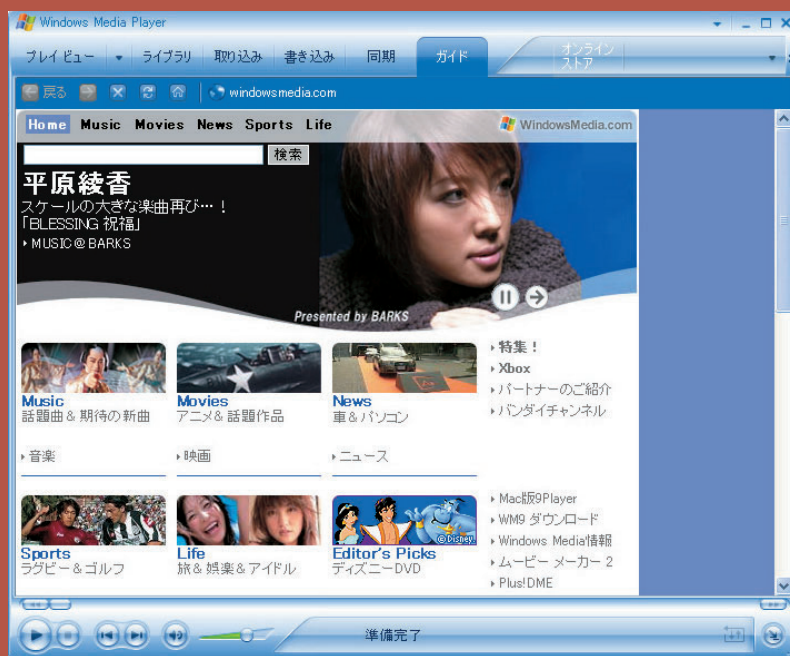 Windows Media Player
プレイ ビュー ライブラリ 取り込み 書き込み 同期 ガイド オンライン ストア
戻る windowsmedia.com
Home Music Movies News Sports Life WindowsMedia.com
検索
平原綾香
スケールの大きな楽曲再び…！
「BLESSING 祝福」
MUSIC@BARKS
Presented by BARKS
Music
話題曲＆期待の新曲
Movies
アニメ＆話題作品
News
車＆パソコン
特集！
Xbox
パートナーのご紹介
バンダイチャンネル
音楽
映画
ニュース
Sports
ラグビー＆ゴルフ
Life
旅＆娯楽＆アイドル
©Disney.
Editor's Picks
ディズニーDVD
Mac版9Player
WM9 ダウンロード
Windows Media情報
ムービー メーカー 2
Plus!DME
準備完了